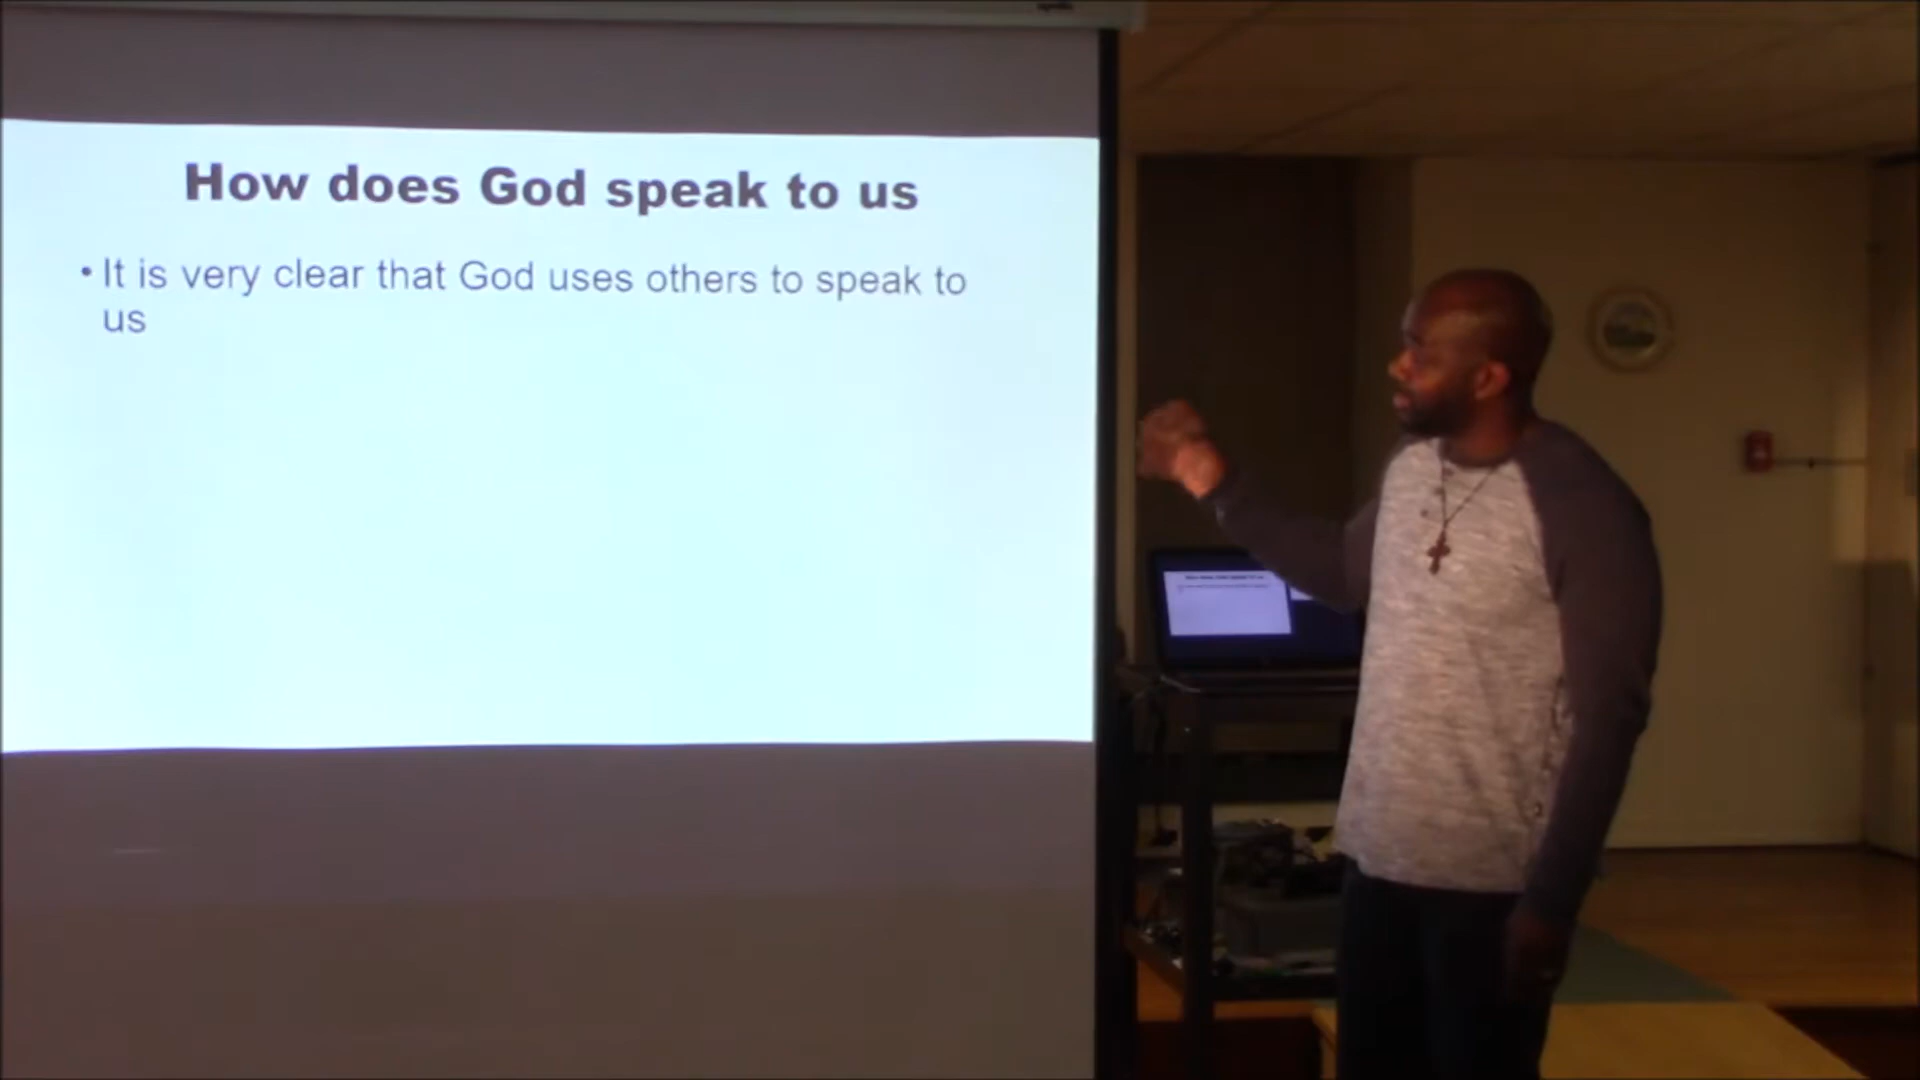 How does God speak to us
• It is very clear that God uses others to speak to
us